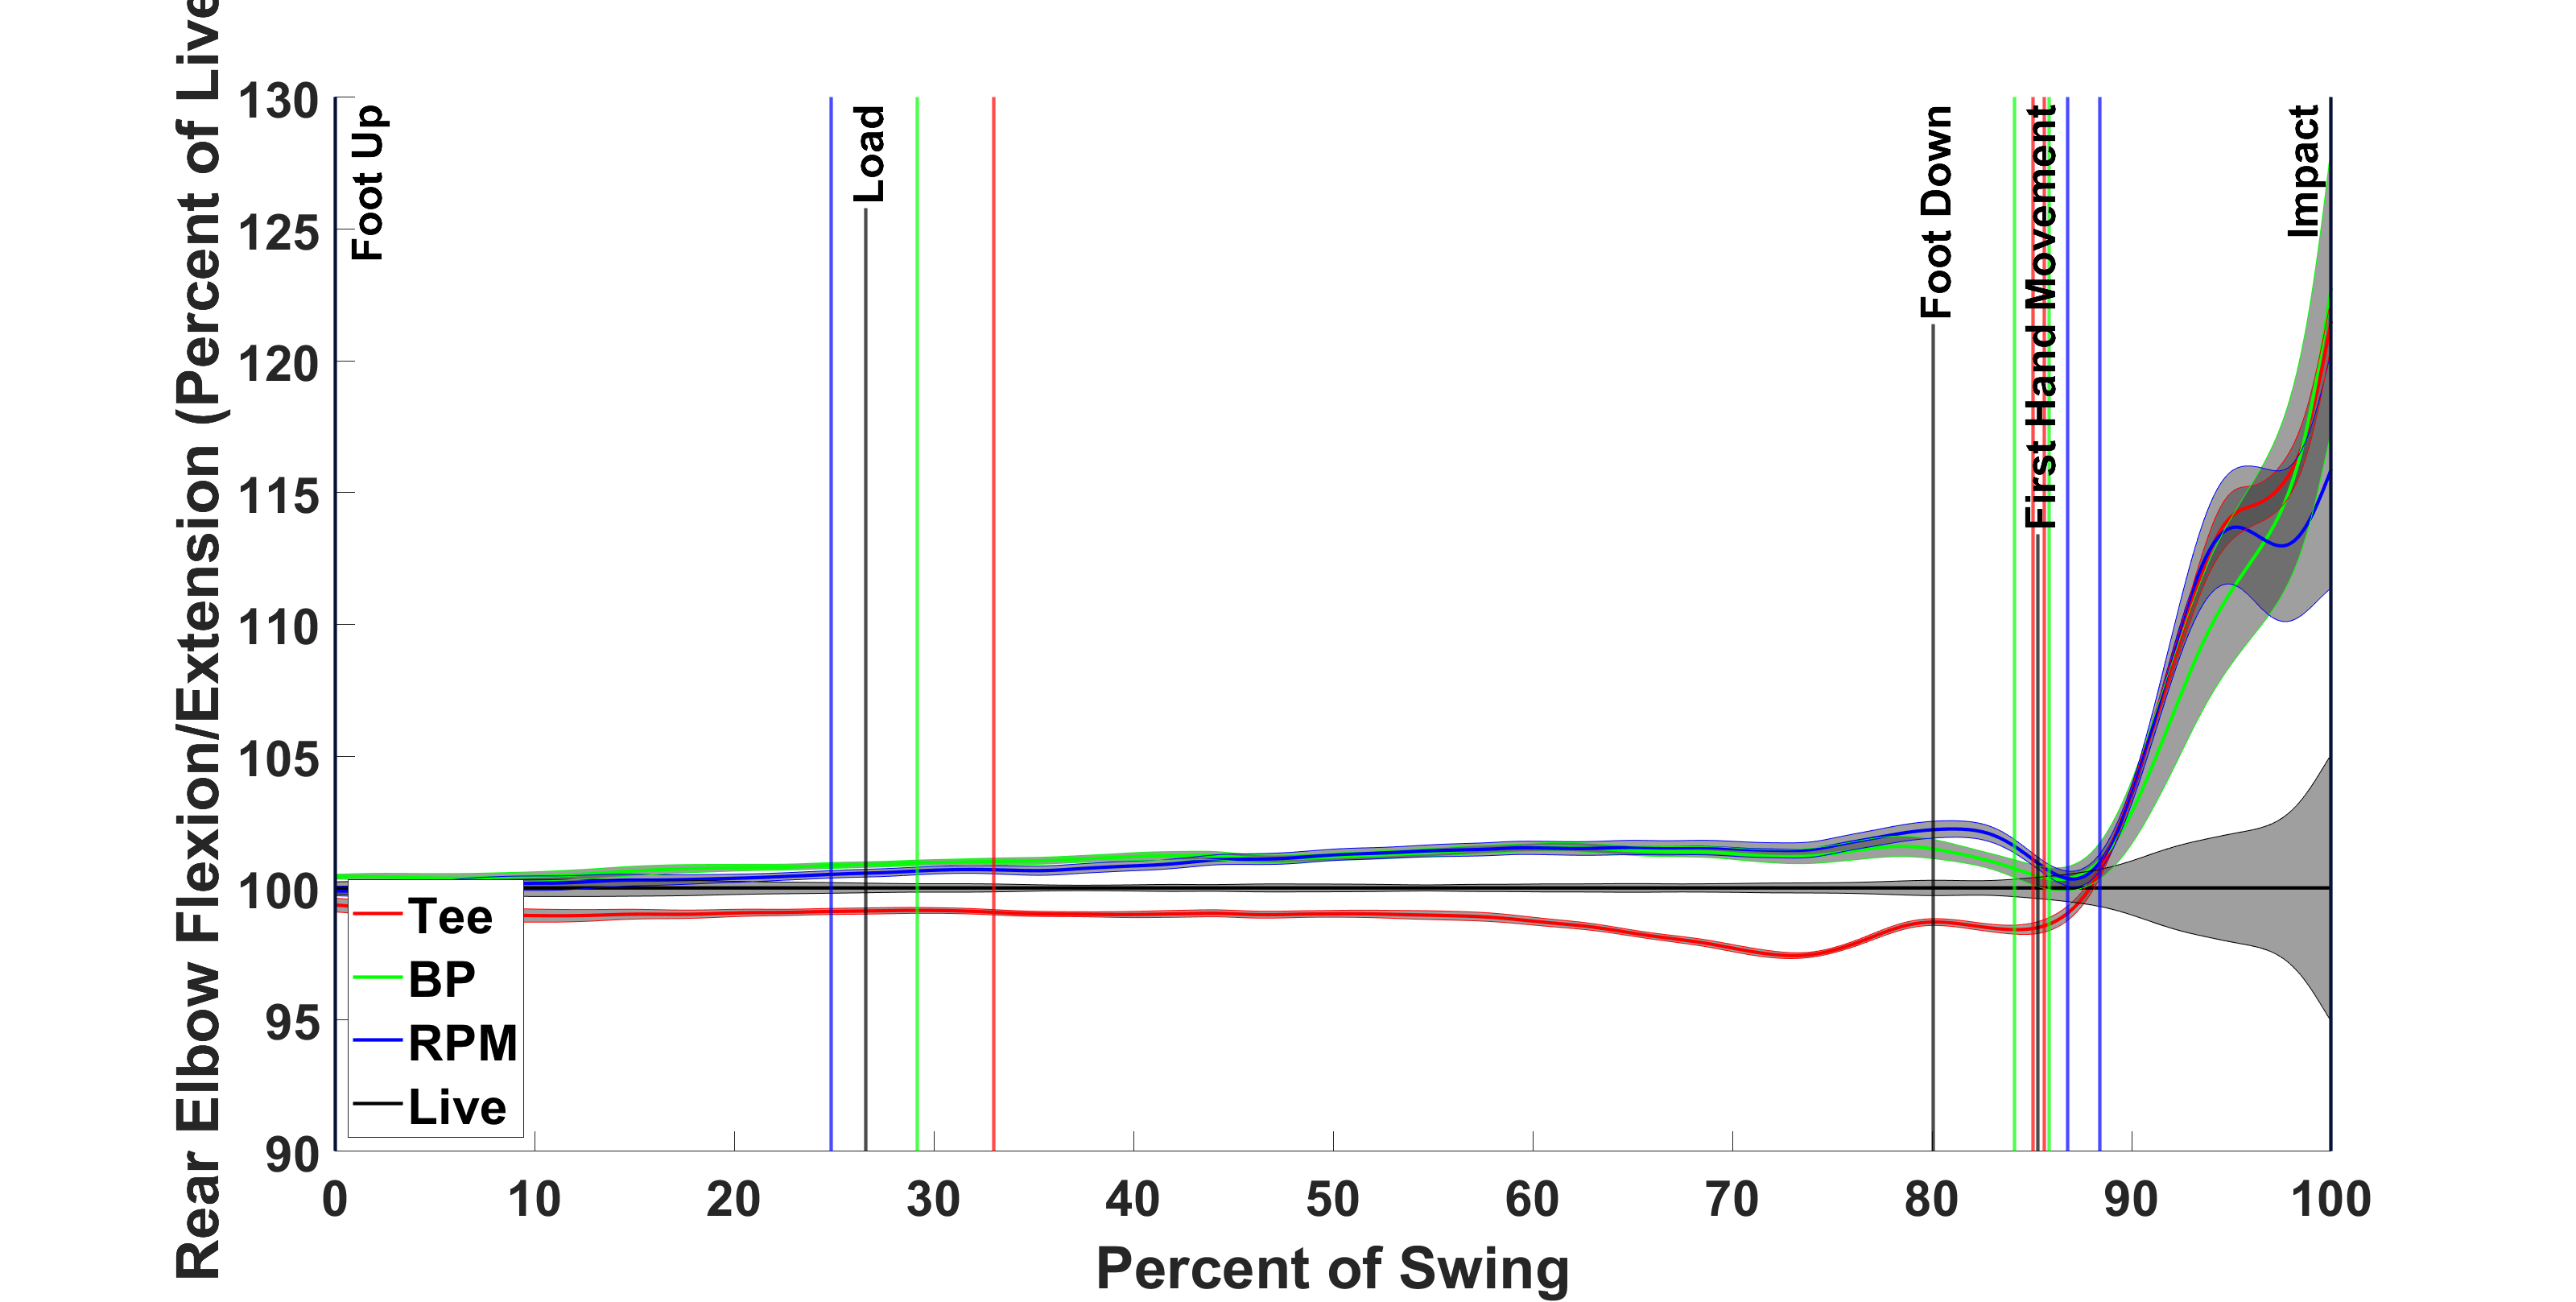 Rear Elbow Flexion/Extension (Percent of Live
130
125
120
115
110
105
100
95
90
Foot Up
Load
Foot Down
First Hand Movement
Impact
Tee
BP
RPM
Live
0 10 20 30 40 50 60 70 80 90 100
Percent of Swing